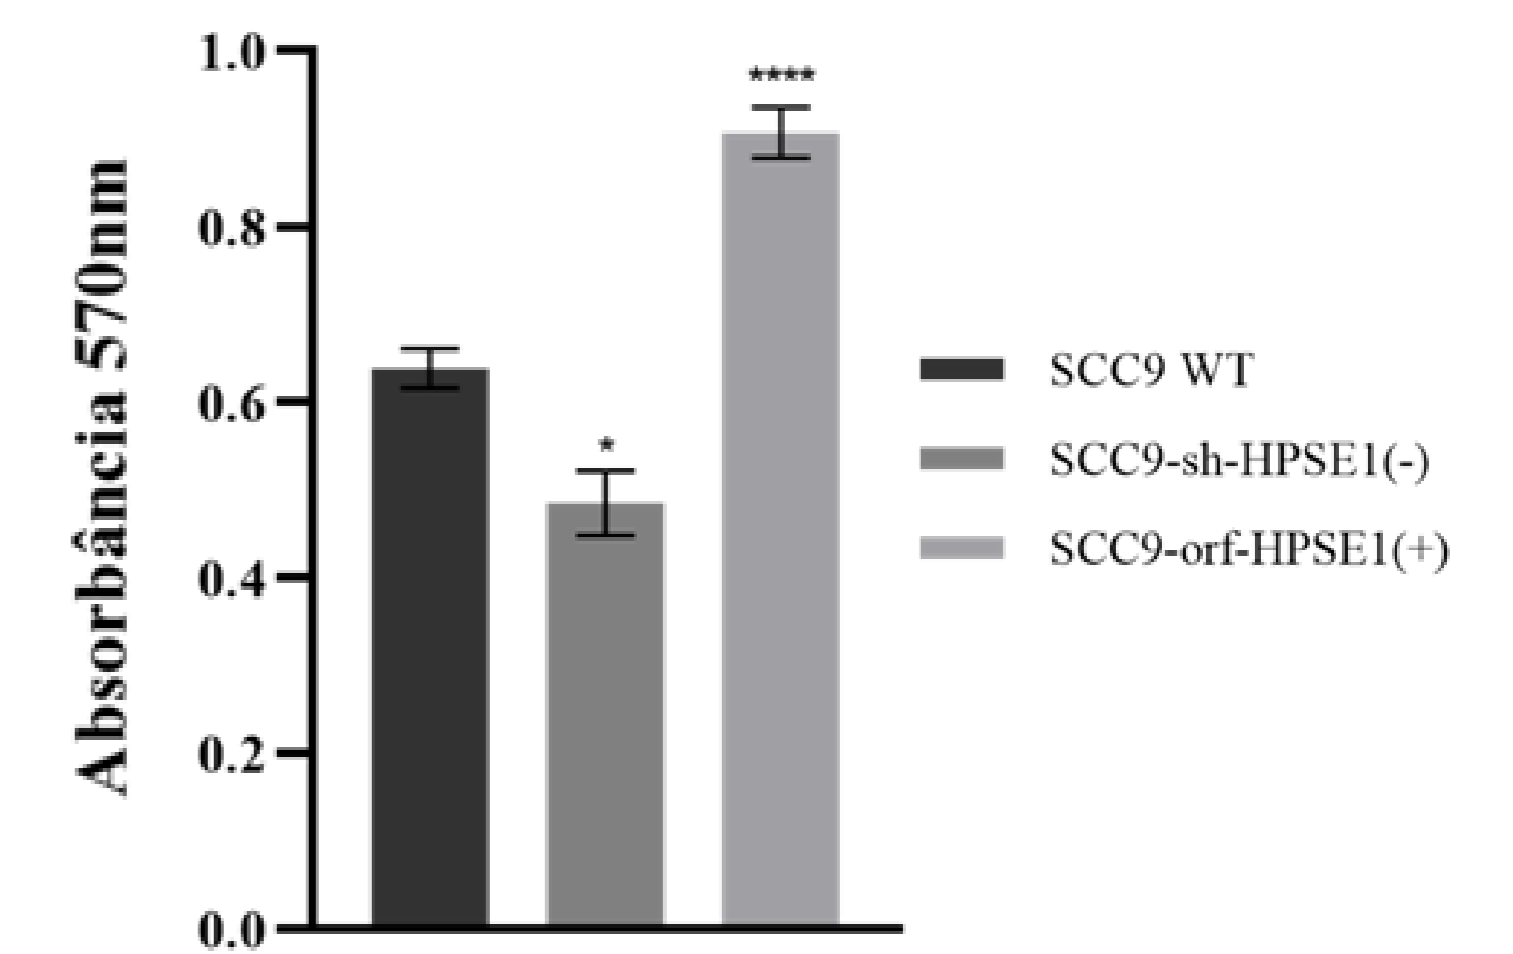 Absorbância 570nm
1.0
0.8
0.6
0.4
0.2
0.0
****
*
SCC9 WT
SCC9-sh-HPSE1(-)
SCC9-orf-HPSE1(+)